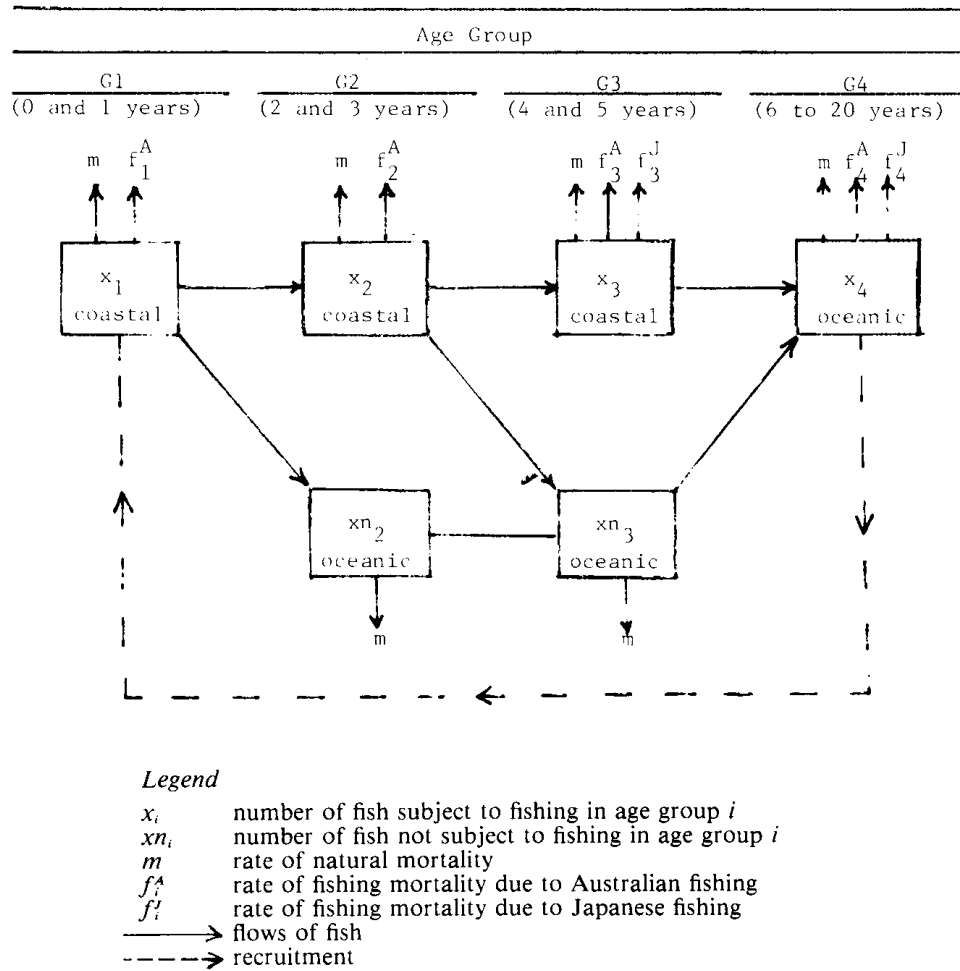 Age Group
G1 G2 G3 G4
(0 and 1 years) (2 and 3 years) (4 and 5 years) (6 to 20 years)
m f₁ᴬ m f₂ᴬ m f₃ᴬ f₃ᴶ m f₄ᴬ f₄ᴶ
x₁ x₂ x₃ x₄
coastal coastal coastal oceanic
xn₂ xn₃
oceanic oceanic
m m
Legend
xᵢ number of fish subject to fishing in age group i
xnᵢ number of fish not subject to fishing in age group i
m rate of natural mortality
fᵢᴬ rate of fishing mortality due to Australian fishing
fᵢᴶ rate of fishing mortality due to Japanese fishing
flows of fish
recruitment